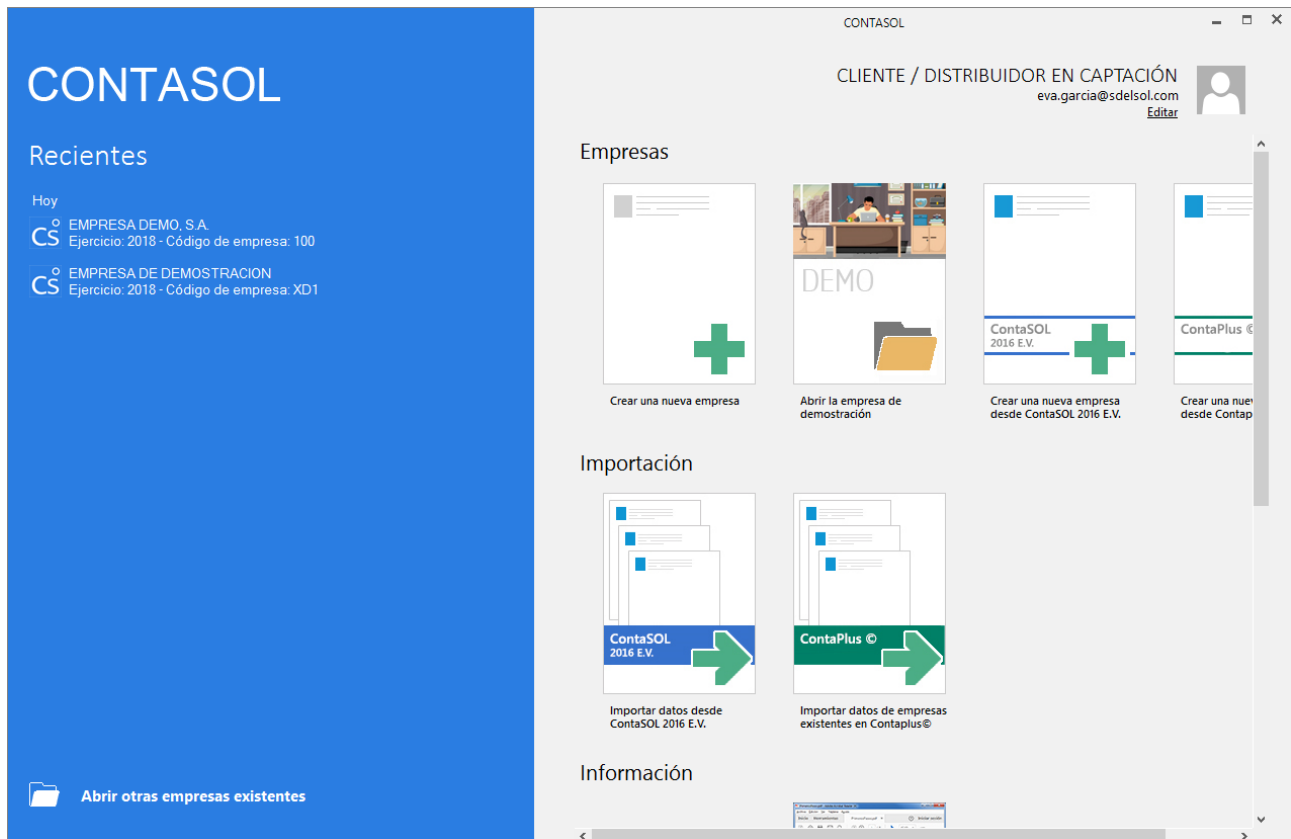 CONTASOL
CONTASOL
Recientes
Hoy
CS EMPRESA DEMO, S.A.
Ejercicio: 2018 - Código de empresa: 100
CS EMPRESA DE DEMOSTRACION
Ejercicio: 2018 - Código de empresa: XD1
Abrir otras empresas existentes
CLIENTE / DISTRIBUIDOR EN CAPTACIÓN
eva.garcia@sdelsol.com
Editar
Empresas
DEMO
ContaSOL
2016 E.V.
ContaPlus ©
Crear una nueva empresa
Abrir la empresa de
demostración
Crear una nueva empresa
desde ContaSOL 2016 E.V.
Crear una nuev
desde Contap
Importación
ContaSOL
2016 E.V.
ContaPlus ©
Importar datos desde
ContaSOL 2016 E.V.
Importar datos de empresas
existentes en Contaplus©
Información